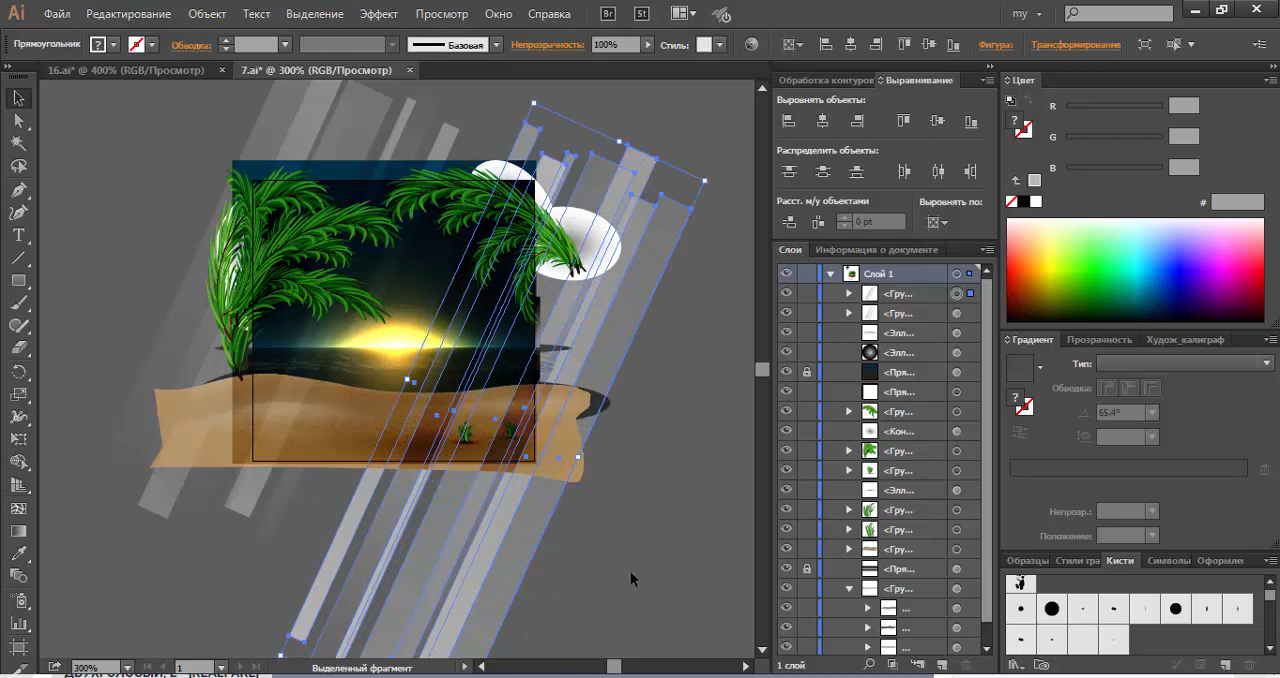 Ai Файл Редактирование Объект Текст Выделение Эффект Просмотр Окно Справка Br St my
Прямоугольник ? Обводка: Базовая Непрозрачность: 100% Стиль: Фигура: Трансформирование
16.ai* @ 400% (RGB/Просмотр) × 7.ai* @ 300% (RGB/Просмотр) ×
Обработка контуров Выравнивание
Выровнять объекты:
Распределить объекты:
Расст. м/у объектами Выровнять по:
0 pt
Слои Информация о документе
Слой 1
<Гру...
<Гру...
<Элл...
<Элл...
<Пря...
<Пря...
<Гру...
<Кон...
<Гру...
<Гру...
<Элл...
<Гру...
<Гру...
<Гру...
<Пря...
<Гру...
...
...
...
1 слой
Цвет
R
? G
B
#
Градиент Прозрачность Худож_калиграф
Тип:
Обводка:
? 65.4°
Непрозр.:
Положение:
Образцы Стили гра Кисти Символы Оформлен
300% 1 Выделенный фрагмент